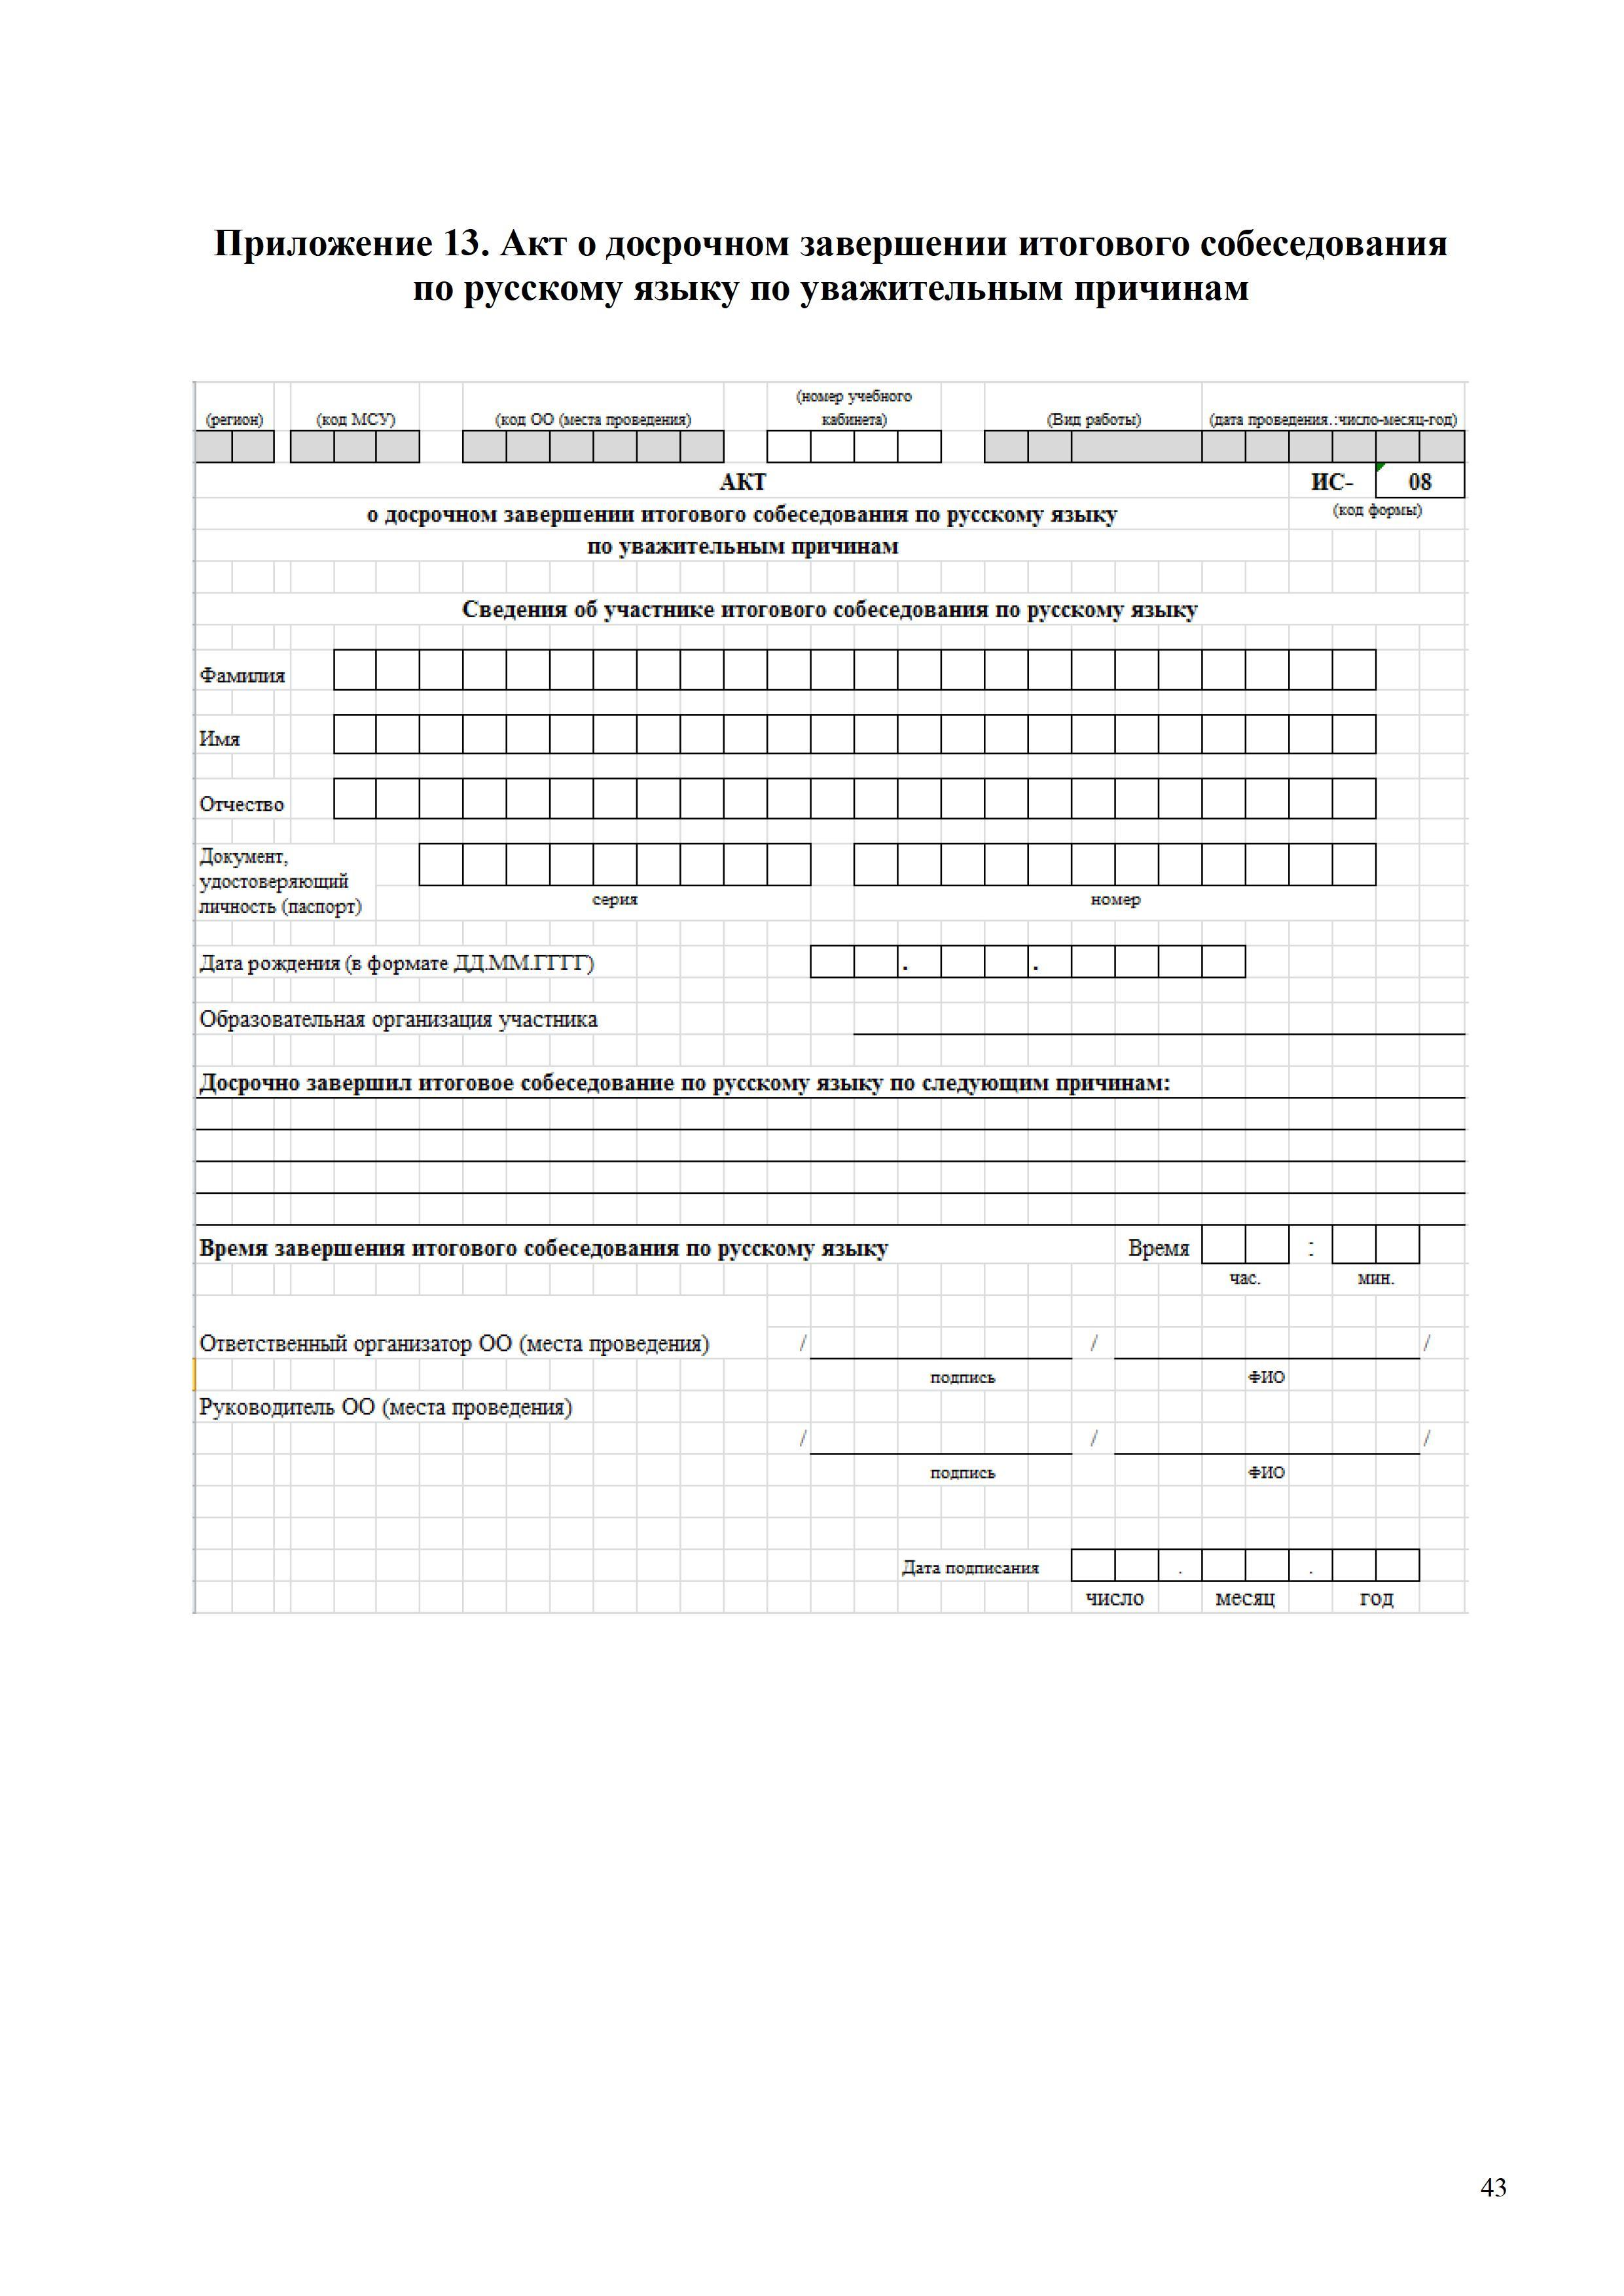 Приложение 13. Акт о досрочном завершении итогового собеседования
по русскому языку по уважительным причинам
(регион) (код МСУ) (код ОО (места проведения) (номер учебного кабинета) (Вид работы) (дата проведения.:число-месяц-год)
АКТ ИС- 08
о досрочном завершении итогового собеседования по русскому языку (код формы)
по уважительным причинам
Сведения об участнике итогового собеседования по русскому языку
Фамилия
Имя
Отчество
Документ,
удостоверяющий
личность (паспорт)
серия номер
Дата рождения (в формате ДД.ММ.ГГГГ) . .
Образовательная организация участника
Досрочно завершил итоговое собеседование по русскому языку по следующим причинам:
Время завершения итогового собеседования по русскому языку Время :
час. мин.
Ответственный организатор ОО (места проведения) / / /
подпись ФИО
Руководитель ОО (места проведения)
/ / /
подпись ФИО
Дата подписания . .
число месяц год
43